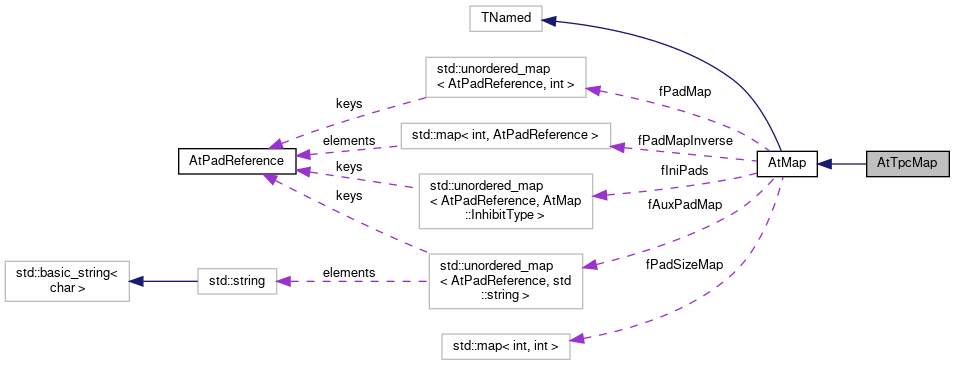 TNamed
std::unordered_map
< AtPadReference, int >
fPadMap
keys
std::map< int, AtPadReference >
elements
fPadMapInverse
AtPadReference
keys
AtMap
AtTpcMap
fIniPads
std::unordered_map
< AtPadReference, AtMap
::InhibitType >
keys
fAuxPadMap
std::unordered_map
< AtPadReference, std
::string >
fPadSizeMap
elements
std::string
std::basic_string<
char >
std::map< int, int >